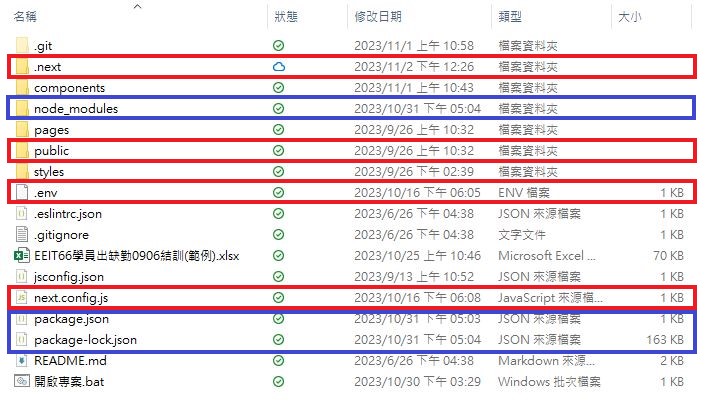 名稱 狀態 修改日期 類型 大小
.git 2023/11/1 上午 10:58 檔案資料夾
.next 2023/11/2 下午 12:26 檔案資料夾
components 2023/11/1 上午 10:43 檔案資料夾
node_modules 2023/10/31 下午 05:04 檔案資料夾
pages 2023/9/26 上午 10:32 檔案資料夾
public 2023/9/26 上午 10:32 檔案資料夾
styles 2023/9/26 下午 02:39 檔案資料夾
.env 2023/10/16 下午 06:05 ENV 檔案 1 KB
.eslintrc.json 2023/6/26 下午 04:38 JSON 來源檔案 1 KB
.gitignore 2023/6/26 下午 04:38 文字文件 1 KB
EEIT66學員出缺勤0906結訓(範例).xlsx 2023/10/25 上午 10:46 Microsoft Excel ... 70 KB
jsconfig.json 2023/9/13 上午 10:52 JSON 來源檔案 1 KB
next.config.js 2023/10/16 下午 06:08 JavaScript 來源檔... 1 KB
package.json 2023/10/31 下午 05:03 JSON 來源檔案 1 KB
package-lock.json 2023/10/31 下午 05:04 JSON 來源檔案 163 KB
README.md 2023/6/26 下午 04:38 Markdown 來源... 2 KB
開啟專案.bat 2023/10/30 下午 03:29 Windows 批次檔案 1 KB